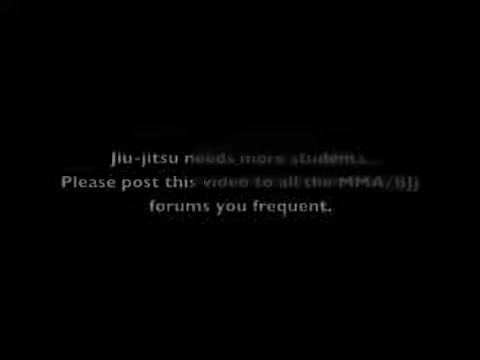 Jiu-jitsu needs more students...
Please post this video to all the MMA/BJJ
forums you frequent.